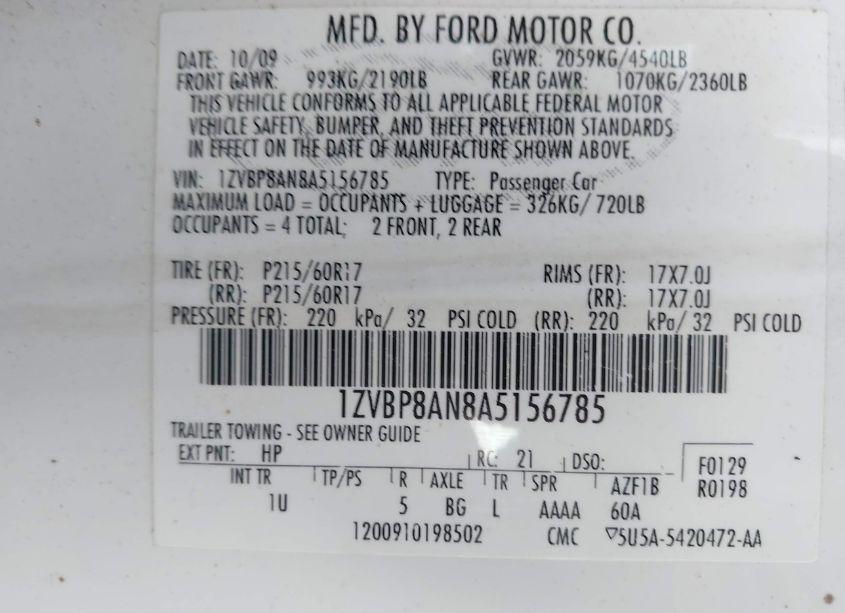 MFD. BY FORD MOTOR CO.
DATE: 10/09 GVWR: 2059KG/4540LB
FRONT GAWR: 993KG/2190LB REAR GAWR: 1070KG/2360LB
THIS VEHICLE CONFORMS TO ALL APPLICABLE FEDERAL MOTOR
VEHICLE SAFETY, BUMPER, AND THEFT PREVENTION STANDARDS
IN EFFECT ON THE DATE OF MANUFACTURE SHOWN ABOVE.
VIN: 1ZVBP8AN8A5156785 TYPE: Passenger Car
MAXIMUM LOAD = OCCUPANTS + LUGGAGE = 326KG/ 720LB
OCCUPANTS = 4 TOTAL; 2 FRONT, 2 REAR
TIRE (FR): P215/60R17 RIMS (FR): 17X7.0J
(RR): P215/60R17 (RR): 17X7.0J
PRESSURE (FR): 220 kPa/ 32 PSI COLD (RR): 220 kPa/ 32 PSI COLD
1ZVBP8AN8A5156785
TRAILER TOWING - SEE OWNER GUIDE
EXT PNT: HP RC: 21 DSO: F0129
INT TR TP/PS R AXLE TR SPR AZF1B R0198
1U 5 BG L AAAA 60A
1200910198502 CMC ▽5U5A-5420472-AA